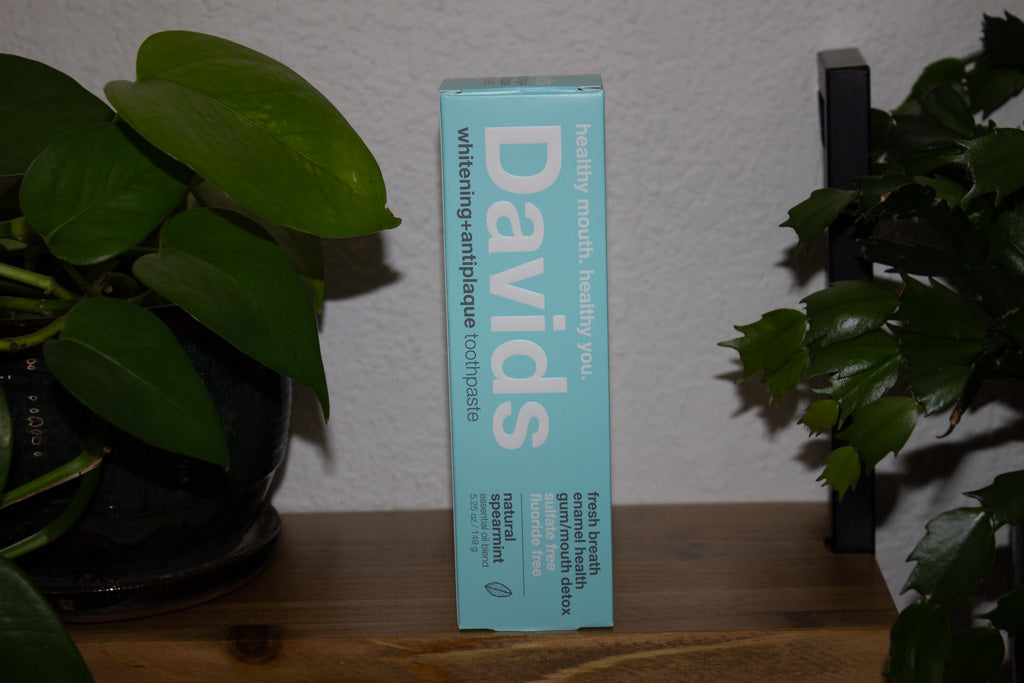 healthy mouth. healthy you.
Davids
whitening+antiplaque toothpaste
fresh breath
enamel health
gum/mouth detox
sulfate free
fluoride free
natural
spearmint
essential oil blend
5.25 oz / 149 g